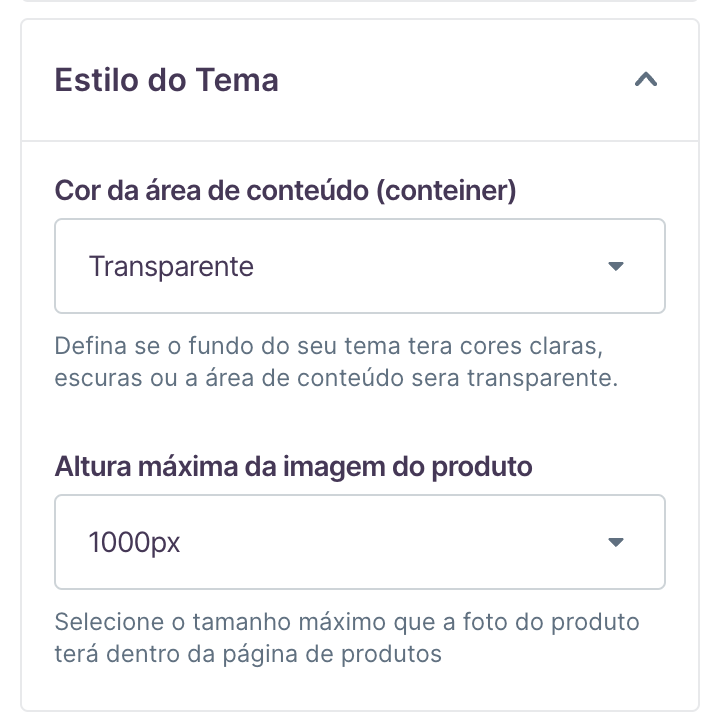 Estilo do Tema
Cor da área de conteúdo (conteiner)
Transparente
Defina se o fundo do seu tema tera cores claras,
escuras ou a área de conteúdo sera transparente.
Altura máxima da imagem do produto
1000px
Selecione o tamanho máximo que a foto do produto
terá dentro da página de produtos